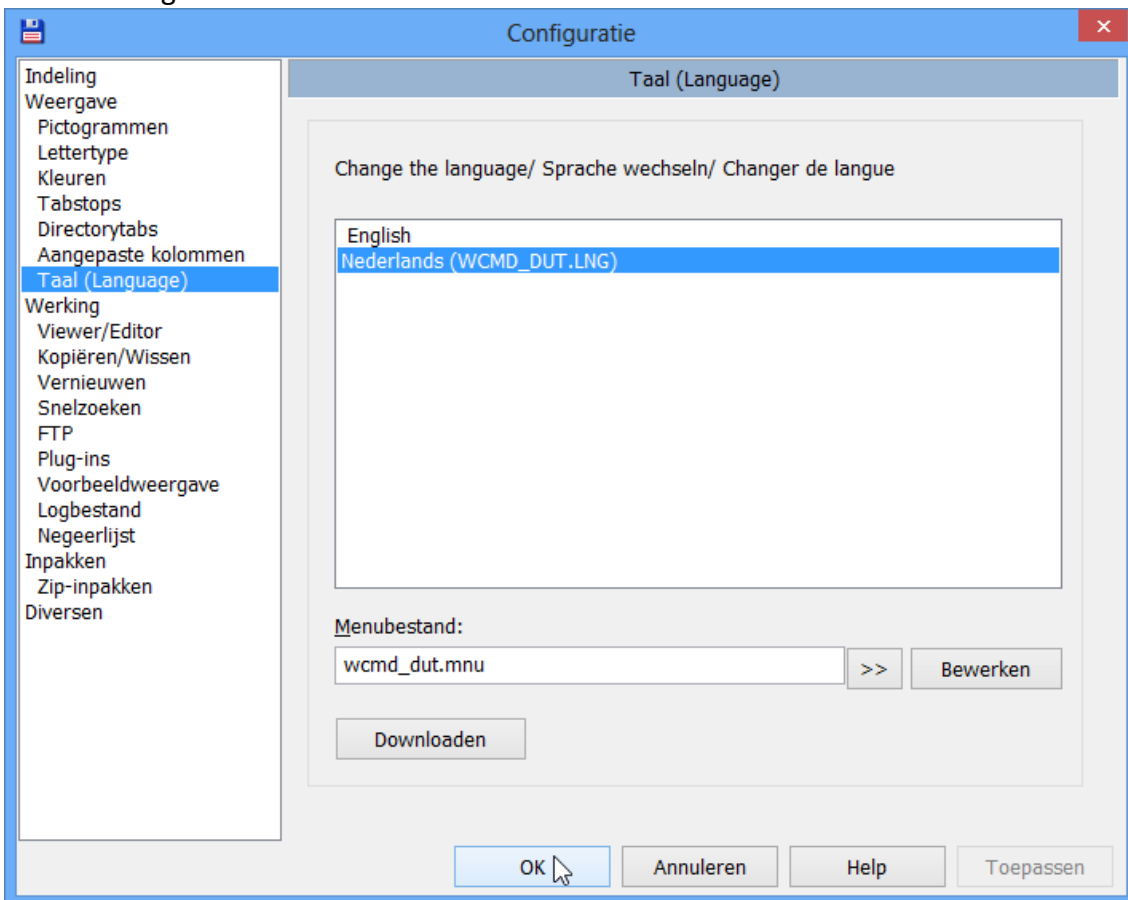 Configuratie
Indeling
Weergave
Pictogrammen
Lettertype
Kleuren
Tabstops
Directorytabs
Aangepaste kolommen
Taal (Language)
Werking
Viewer/Editor
Kopiëren/Wissen
Vernieuwen
Snelzoeken
FTP
Plug-ins
Voorbeeldweergave
Logbestand
Negeerlijst
Inpakken
Zip-inpakken
Diversen
Taal (Language)
Change the language/ Sprache wechseln/ Changer de langue
English
Nederlands (WCMD_DUT.LNG)
Menubestand:
wcmd_dut.mnu >> Bewerken
Downloaden
OK Annuleren Help Toepassen